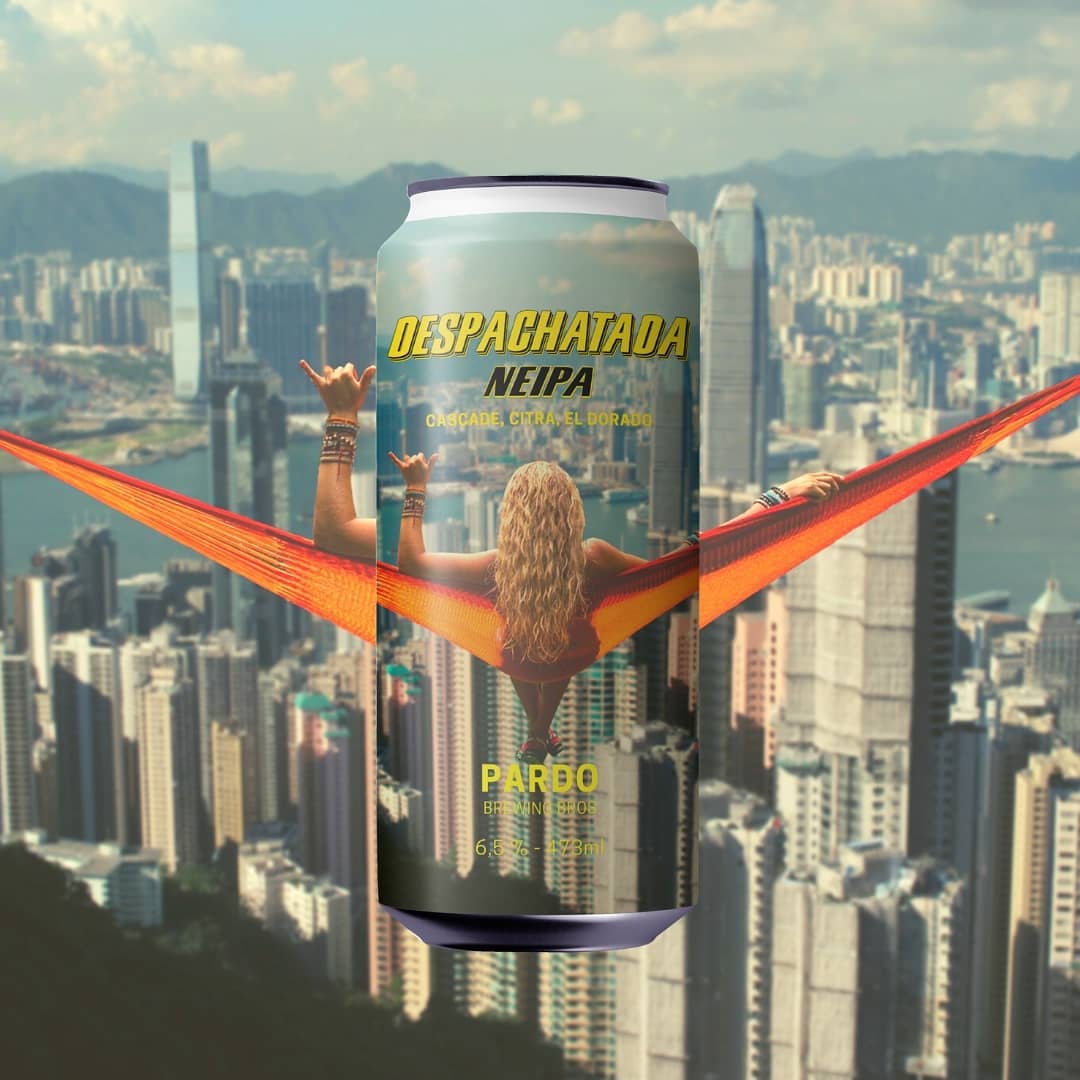 DESPACHATADA
NEIPA
CASCADE, CITRA, EL DORADO
PARDO
BREWING BROS
6,5 % - 473ml